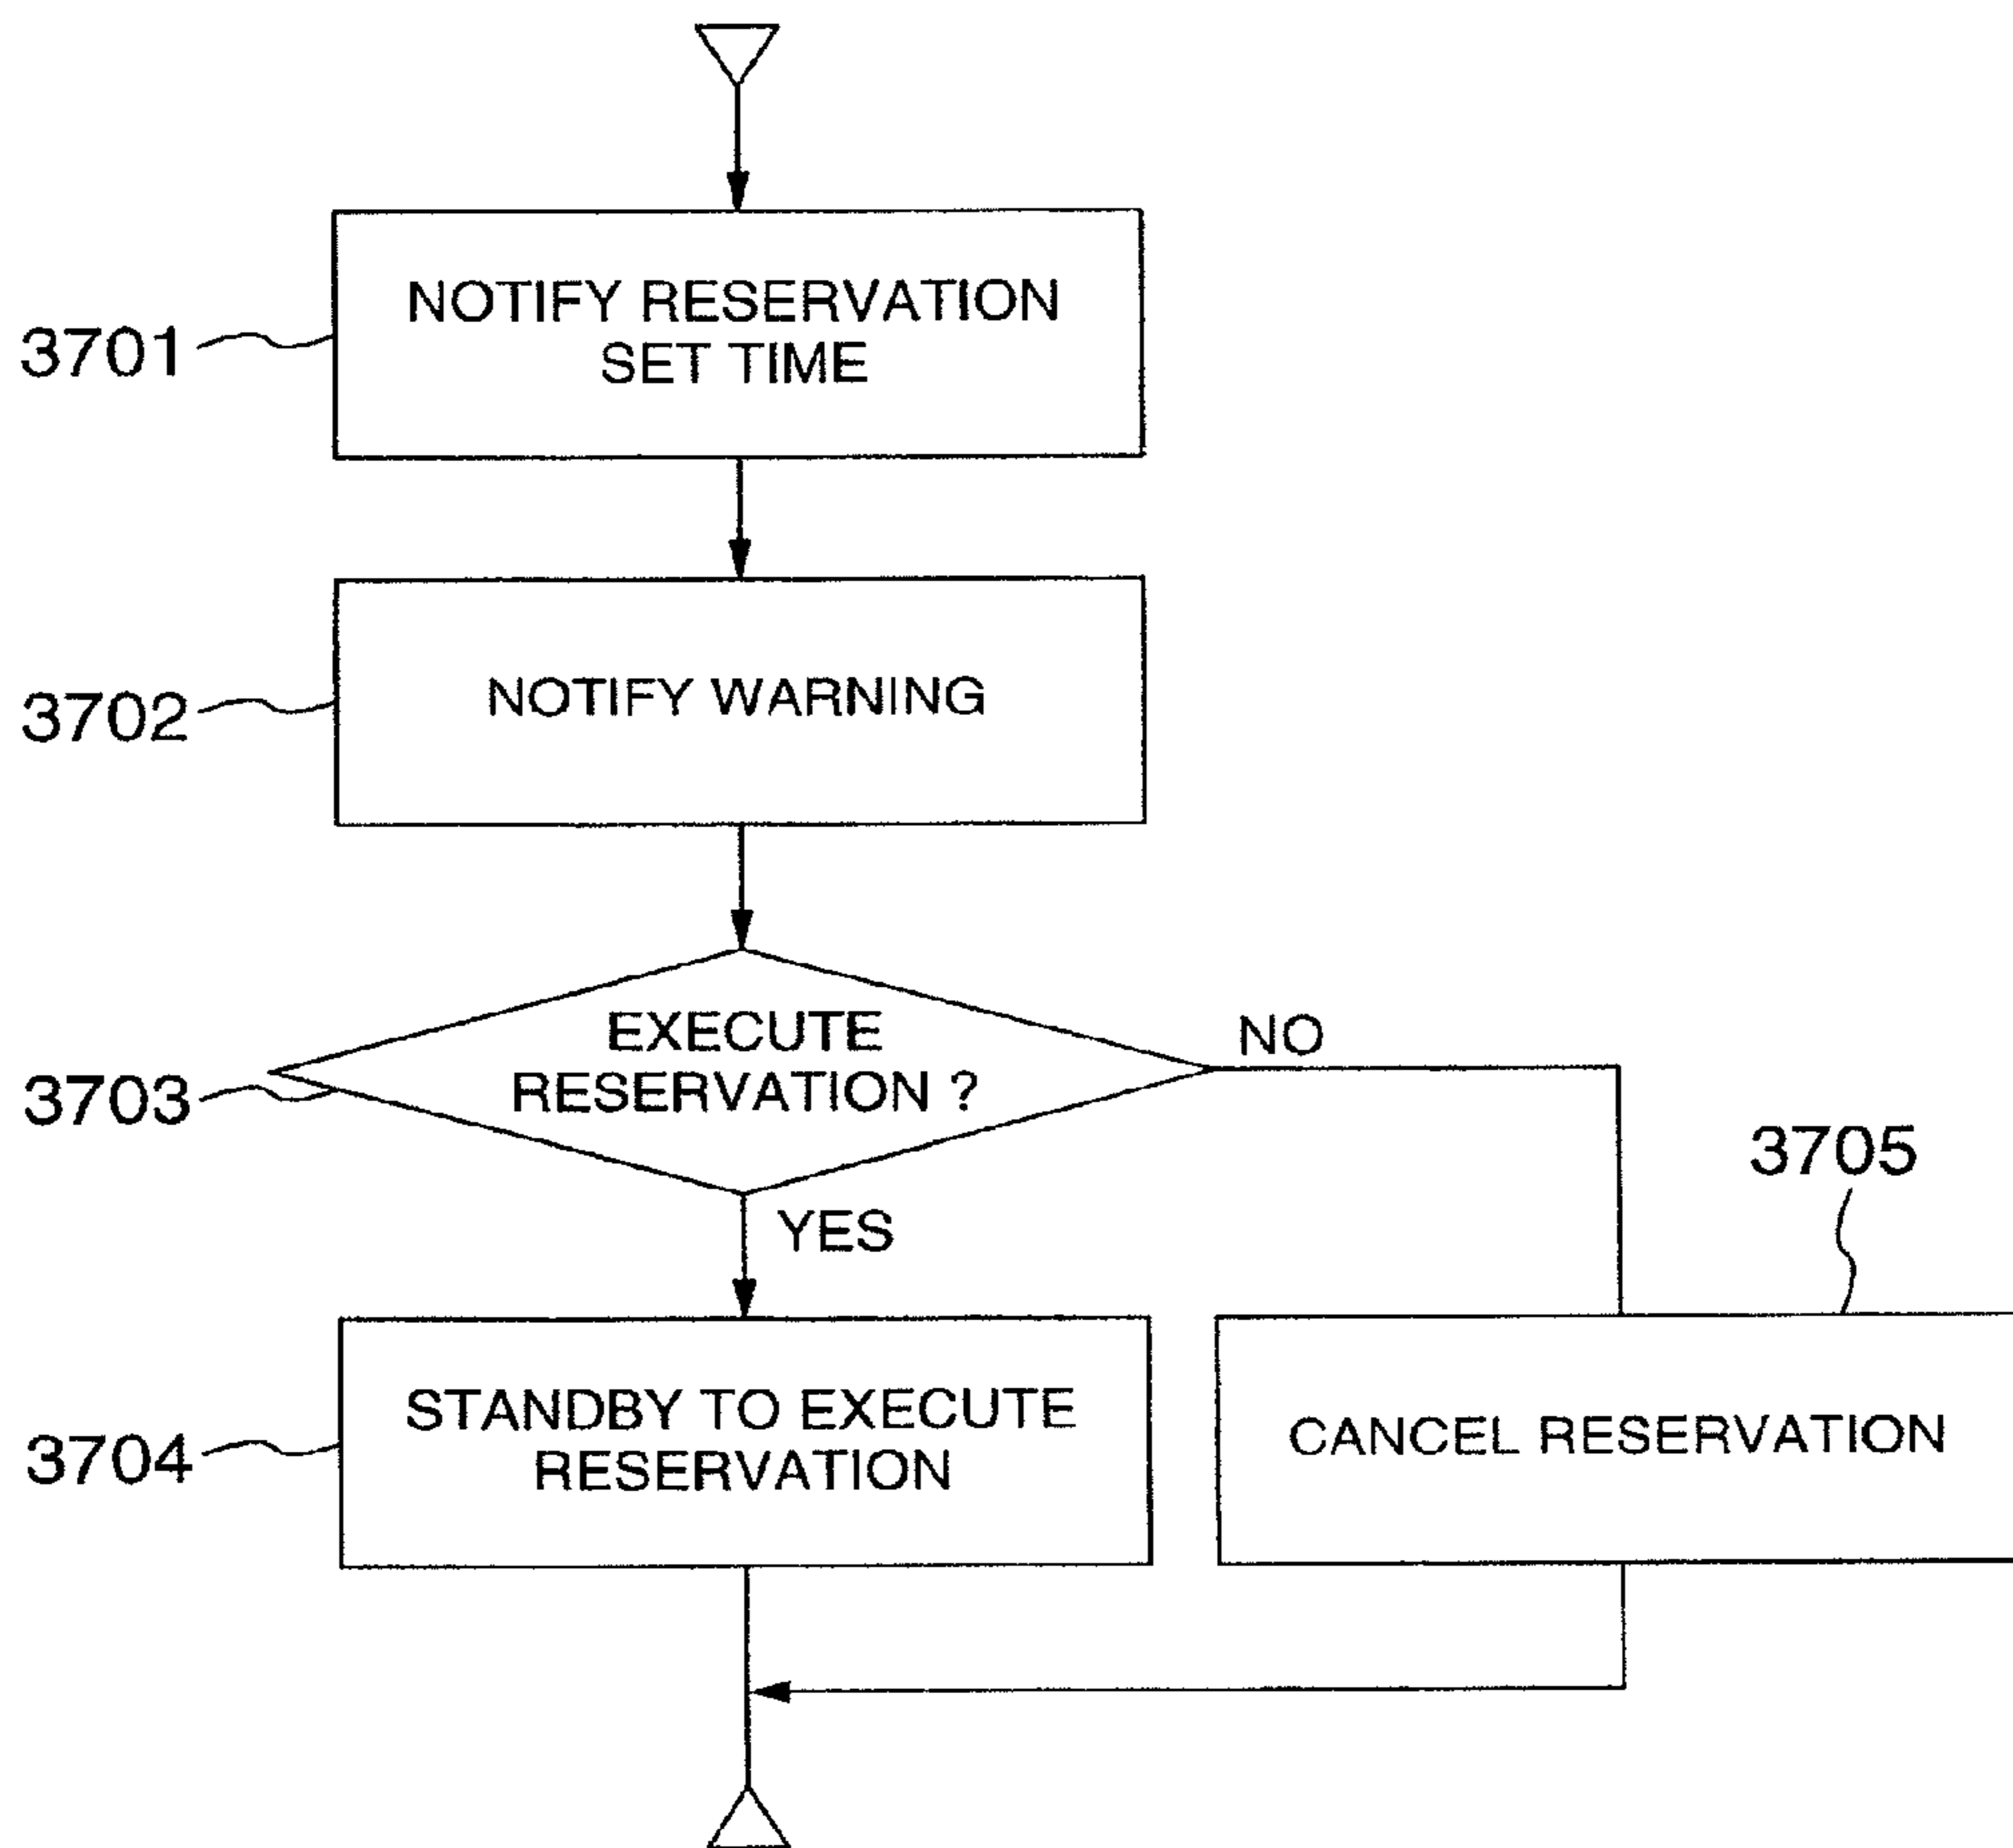 NOTIFY RESERVATION
SET TIME
3701
NOTIFY WARNING
3702
EXECUTE
RESERVATION ?
NO
3703
YES
3705
STANDBY TO EXECUTE
RESERVATION
3704
CANCEL RESERVATION